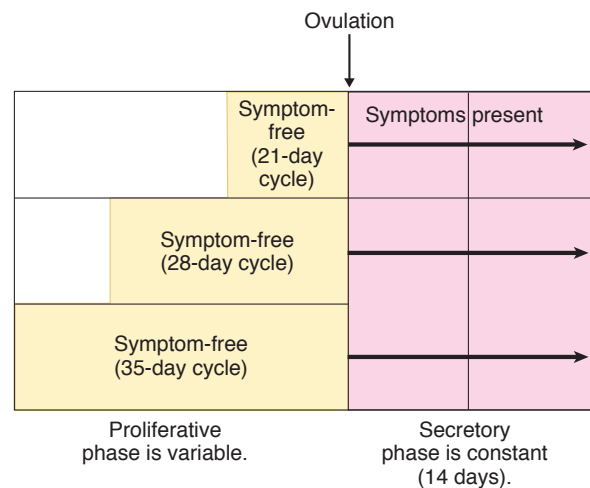 Ovulation
Symptom-
free
(21-day
cycle)
Symptoms present
Symptom-free
(28-day cycle)
Symptom-free
(35-day cycle)
Proliferative
phase is variable.
Secretory
phase is constant
(14 days).